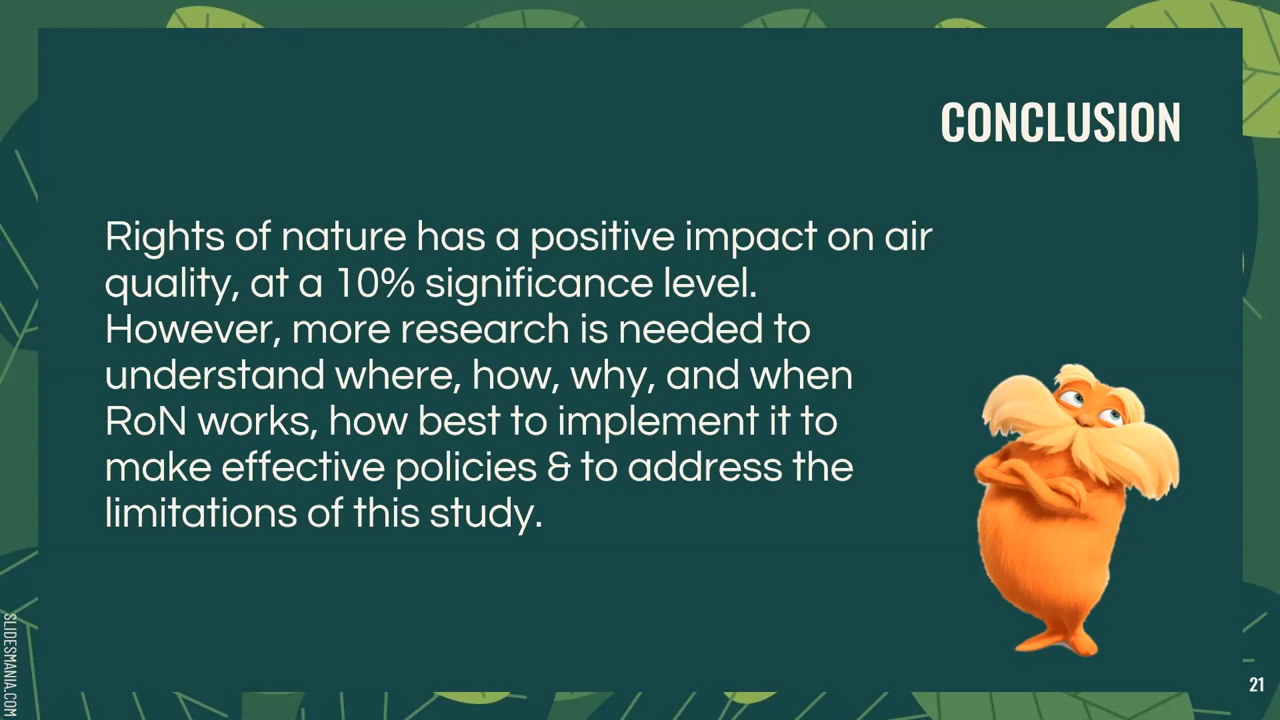 CONCLUSION
Rights of nature has a positive impact on air
quality, at a 10% significance level.
However, more research is needed to
understand where, how, why, and when
RoN works, how best to implement it to
make effective policies & to address the
limitations of this study.
SLIDESMANIA.COM
21